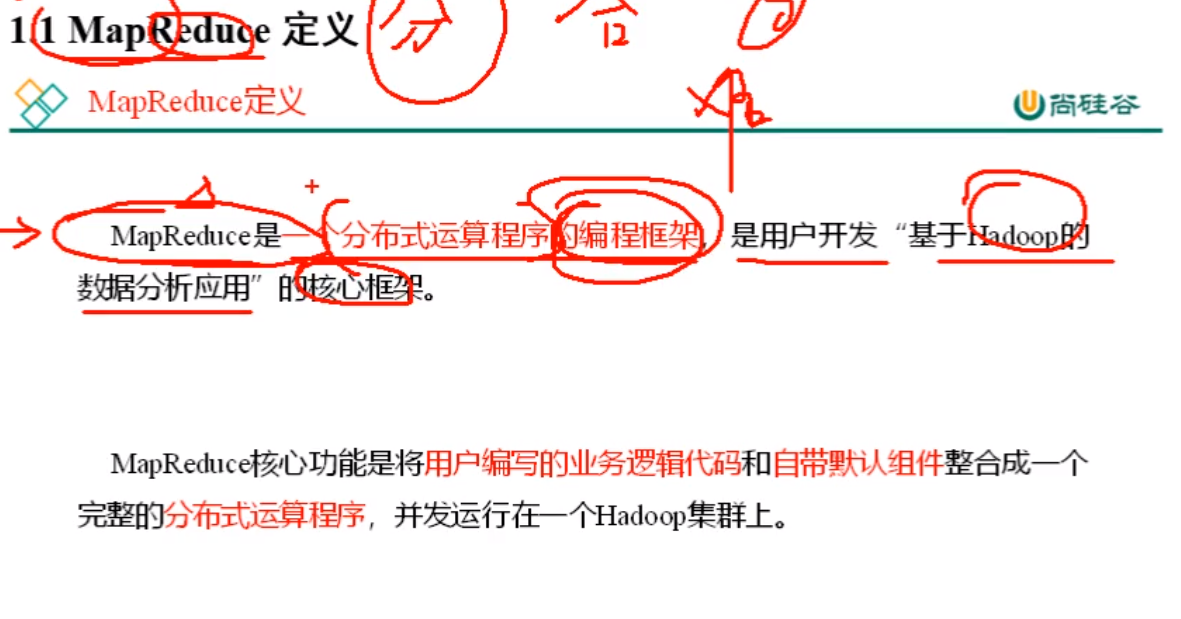 1.1 MapReduce 定义
分 合
MapReduce定义
尚硅谷
MapReduce是一个分布式运算程序的编程框架，是用户开发“基于Hadoop的
数据分析应用”的核心框架。
MapReduce核心功能是将用户编写的业务逻辑代码和自带默认组件整合成一个
完整的分布式运算程序，并发运行在一个Hadoop集群上。